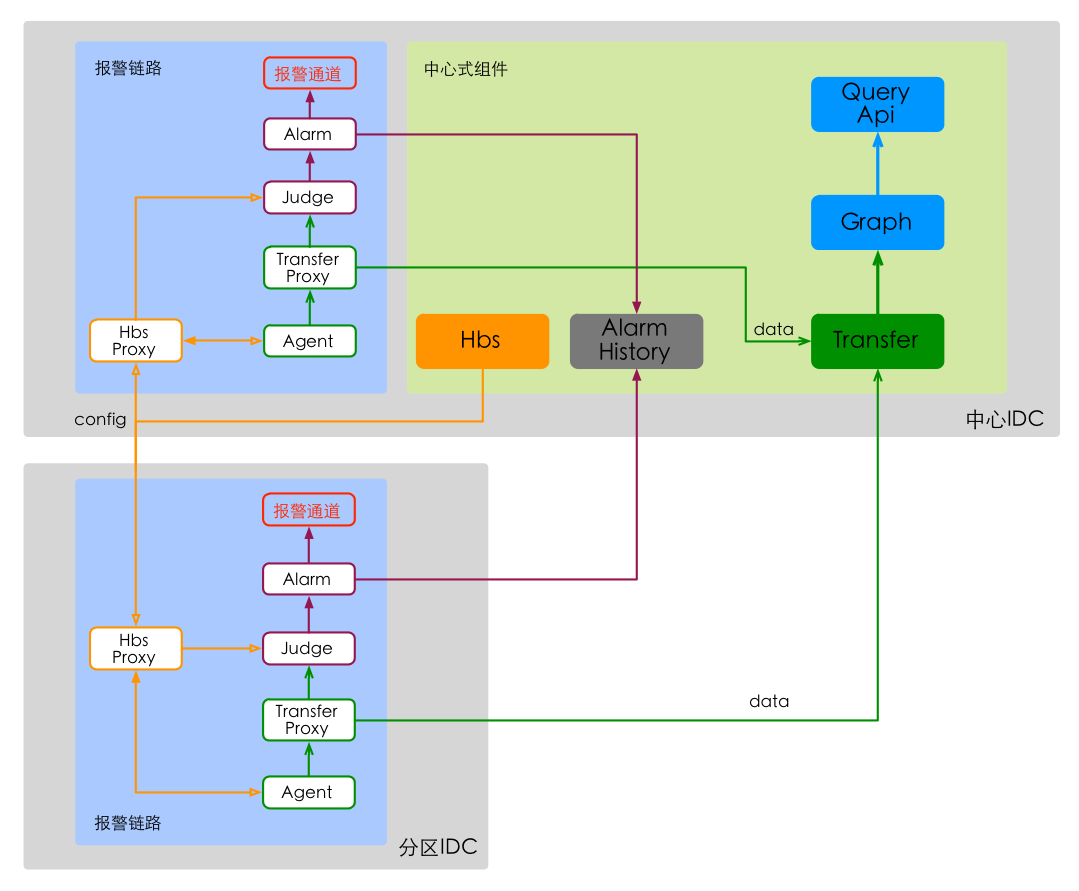 报警链路
报警通道
Alarm
Judge
Transfer
Proxy
Hbs
Proxy
Agent
中心式组件
Query
Api
Graph
Hbs
Alarm
History
data
Transfer
config
中心IDC
报警通道
Alarm
Hbs
Proxy
Judge
Transfer
Proxy
data
Agent
报警链路
分区IDC